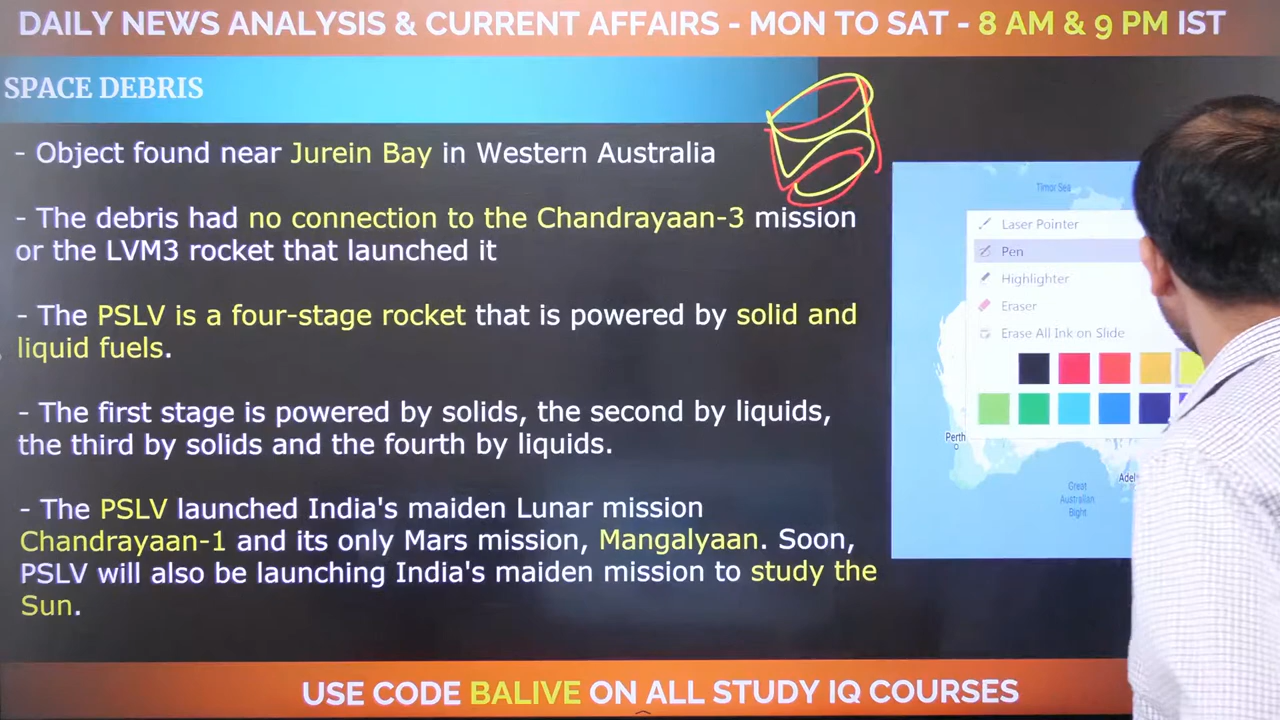 DAILY NEWS ANALYSIS & CURRENT AFFAIRS - MON TO SAT - 8 AM & 9 PM IST
SPACE DEBRIS
- Object found near Jurein Bay in Western Australia
- The debris had no connection to the Chandrayaan-3 mission
or the LVM3 rocket that launched it
- The PSLV is a four-stage rocket that is powered by solid and
liquid fuels.
- The first stage is powered by solids, the second by liquids,
the third by solids and the fourth by liquids.
- The PSLV launched India's maiden Lunar mission
Chandrayaan-1 and its only Mars mission, Mangalyaan. Soon,
PSLV will also be launching India's maiden mission to study the
Sun.
Timor Sea
Laser Pointer
Pen
Highlighter
Eraser
Erase All Ink on Slide
Perth
Adel
Great
Australian
Bight
USE CODE BALIVE ON ALL STUDY IQ COURSES